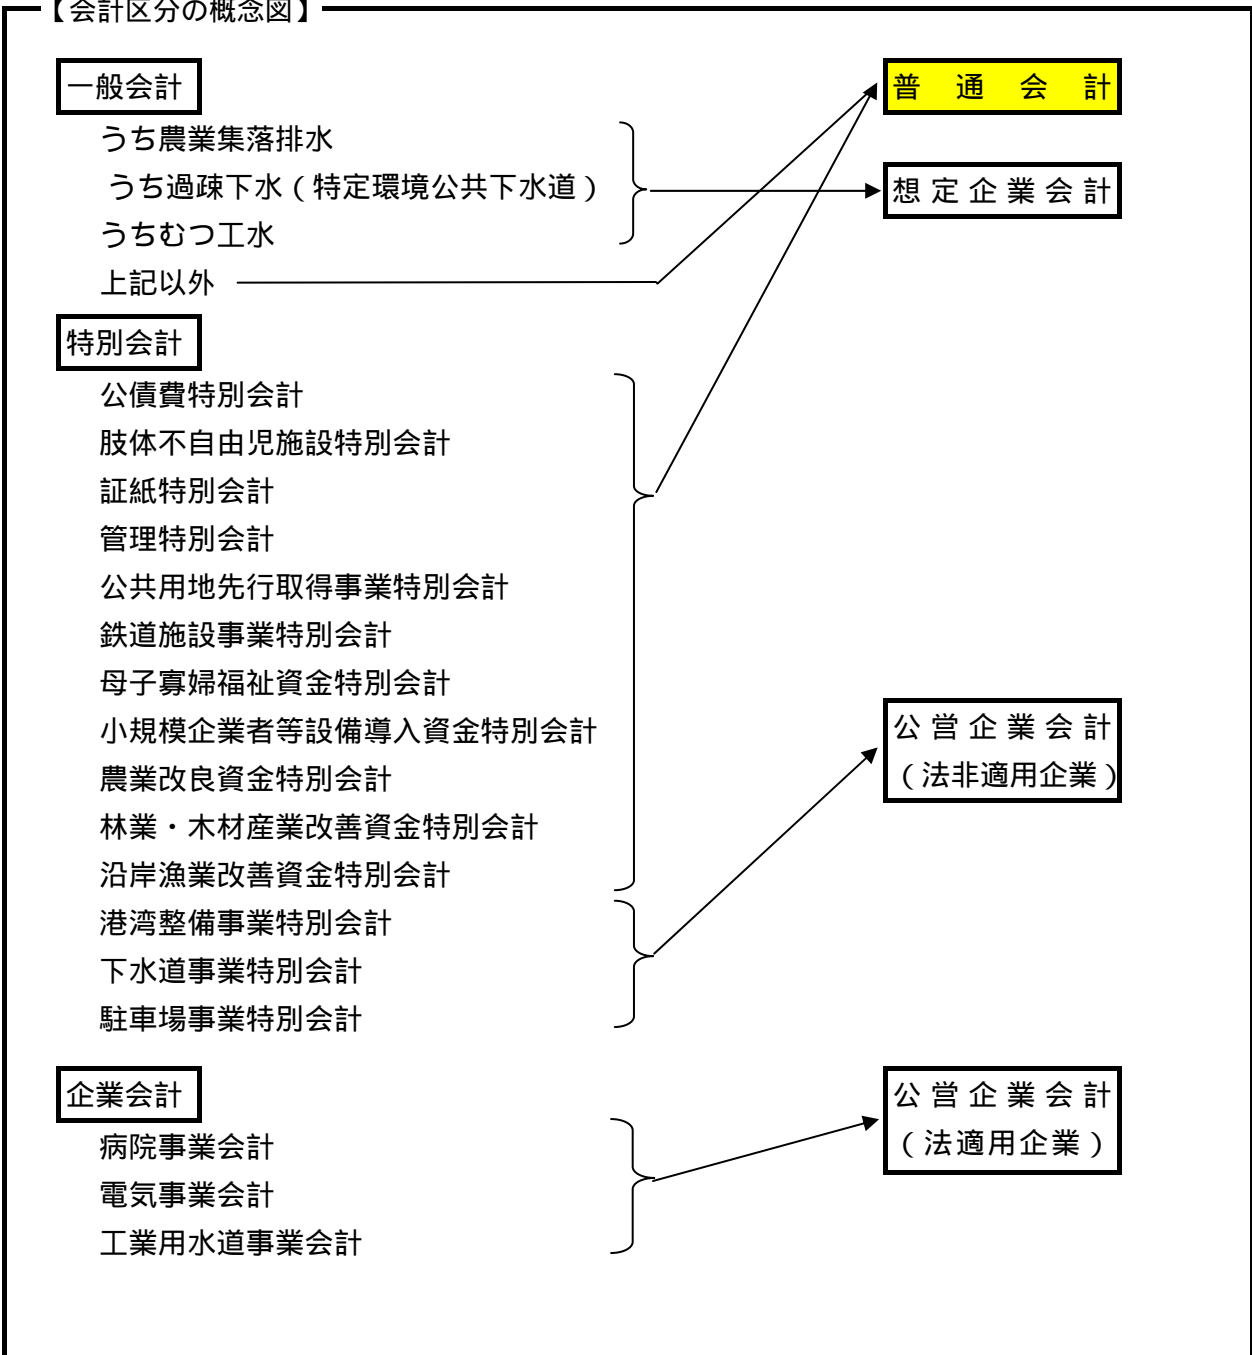 【会計区分の概念図】
一般会計
うち農業集落排水
うち過疎下水（特定環境公共下水道）
うちむつ工水
上記以外
普通会計
想定企業会計
特別会計
公債費特別会計
肢体不自由児施設特別会計
証紙特別会計
管理特別会計
公共用地先行取得事業特別会計
鉄道施設事業特別会計
母子寡婦福祉資金特別会計
小規模企業者等設備導入資金特別会計
農業改良資金特別会計
林業・木材産業改善資金特別会計
沿岸漁業改善資金特別会計
港湾整備事業特別会計
下水道事業特別会計
駐車場事業特別会計
公営企業会計
（法非適用企業）
企業会計
病院事業会計
電気事業会計
工業用水道事業会計
公営企業会計
（法適用企業）